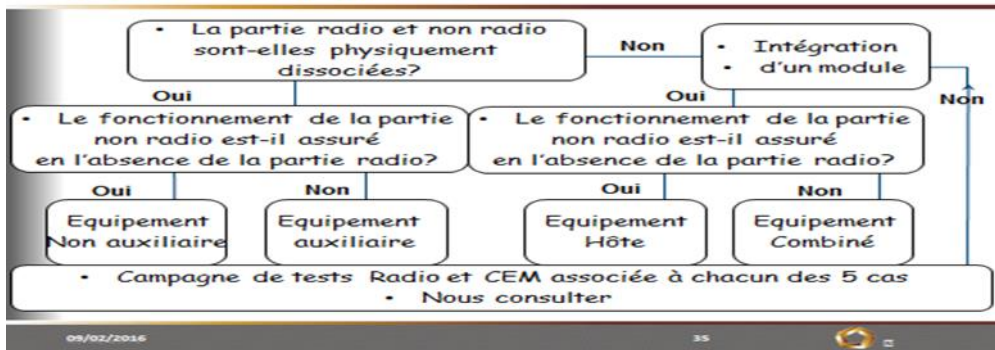 • La partie radio et non radio
sont-elles physiquement
dissociées?
Non
• Intégration
• d'un module
Oui
Oui
Non
• Le fonctionnement de la partie
non radio est-il assuré
en l'absence de la partie radio?
• Le fonctionnement de la partie
non radio est-il assuré
en l'absence de la partie radio?
Oui
Non
Oui
Non
Equipement
Non auxiliaire
Equipement
auxiliaire
Equipement
Hôte
Equipement
Combiné
• Campagne de tests Radio et CEM associée à chacun des 5 cas
• Nous consulter
09/02/2016
35